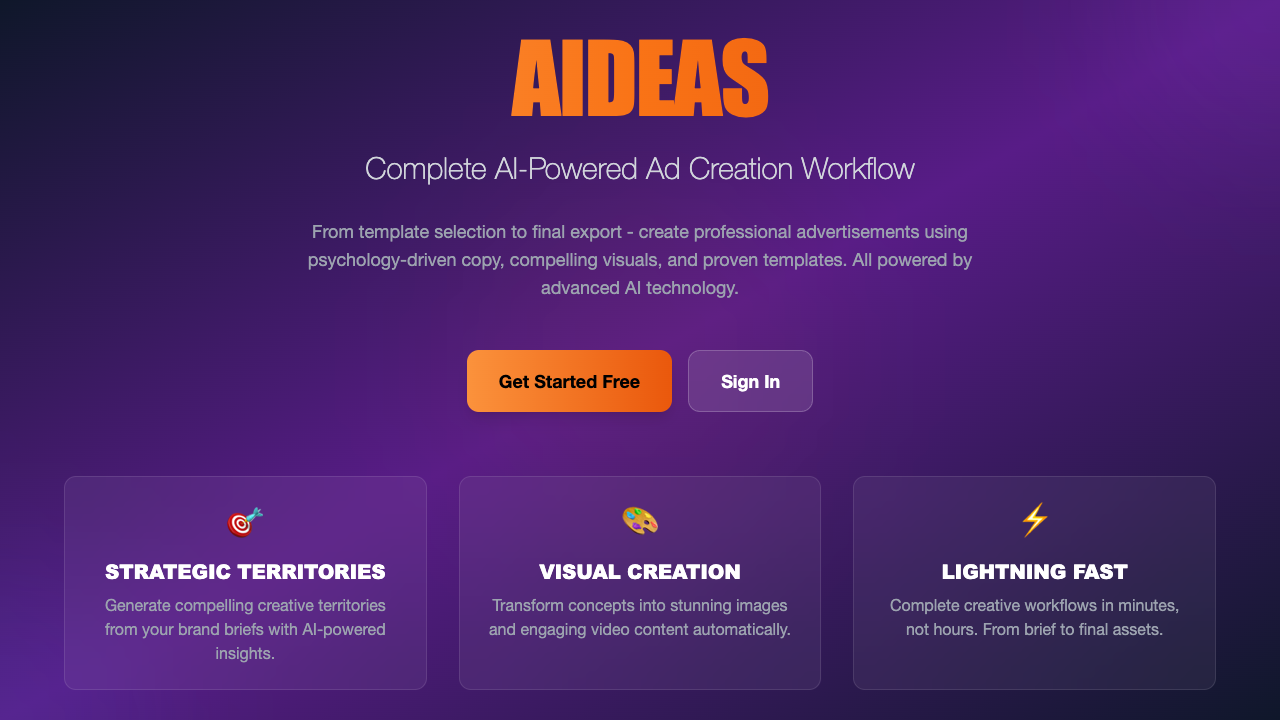 AIDEAS
Complete AI-Powered Ad Creation Workflow
From template selection to final export - create professional advertisements using
psychology-driven copy, compelling visuals, and proven templates. All powered by
advanced AI technology.
Get Started Free
Sign In
STRATEGIC TERRITORIES
Generate compelling creative territories
from your brand briefs with AI-powered
insights.
VISUAL CREATION
Transform concepts into stunning images
and engaging video content automatically.
LIGHTNING FAST
Complete creative workflows in minutes,
not hours. From brief to final assets.